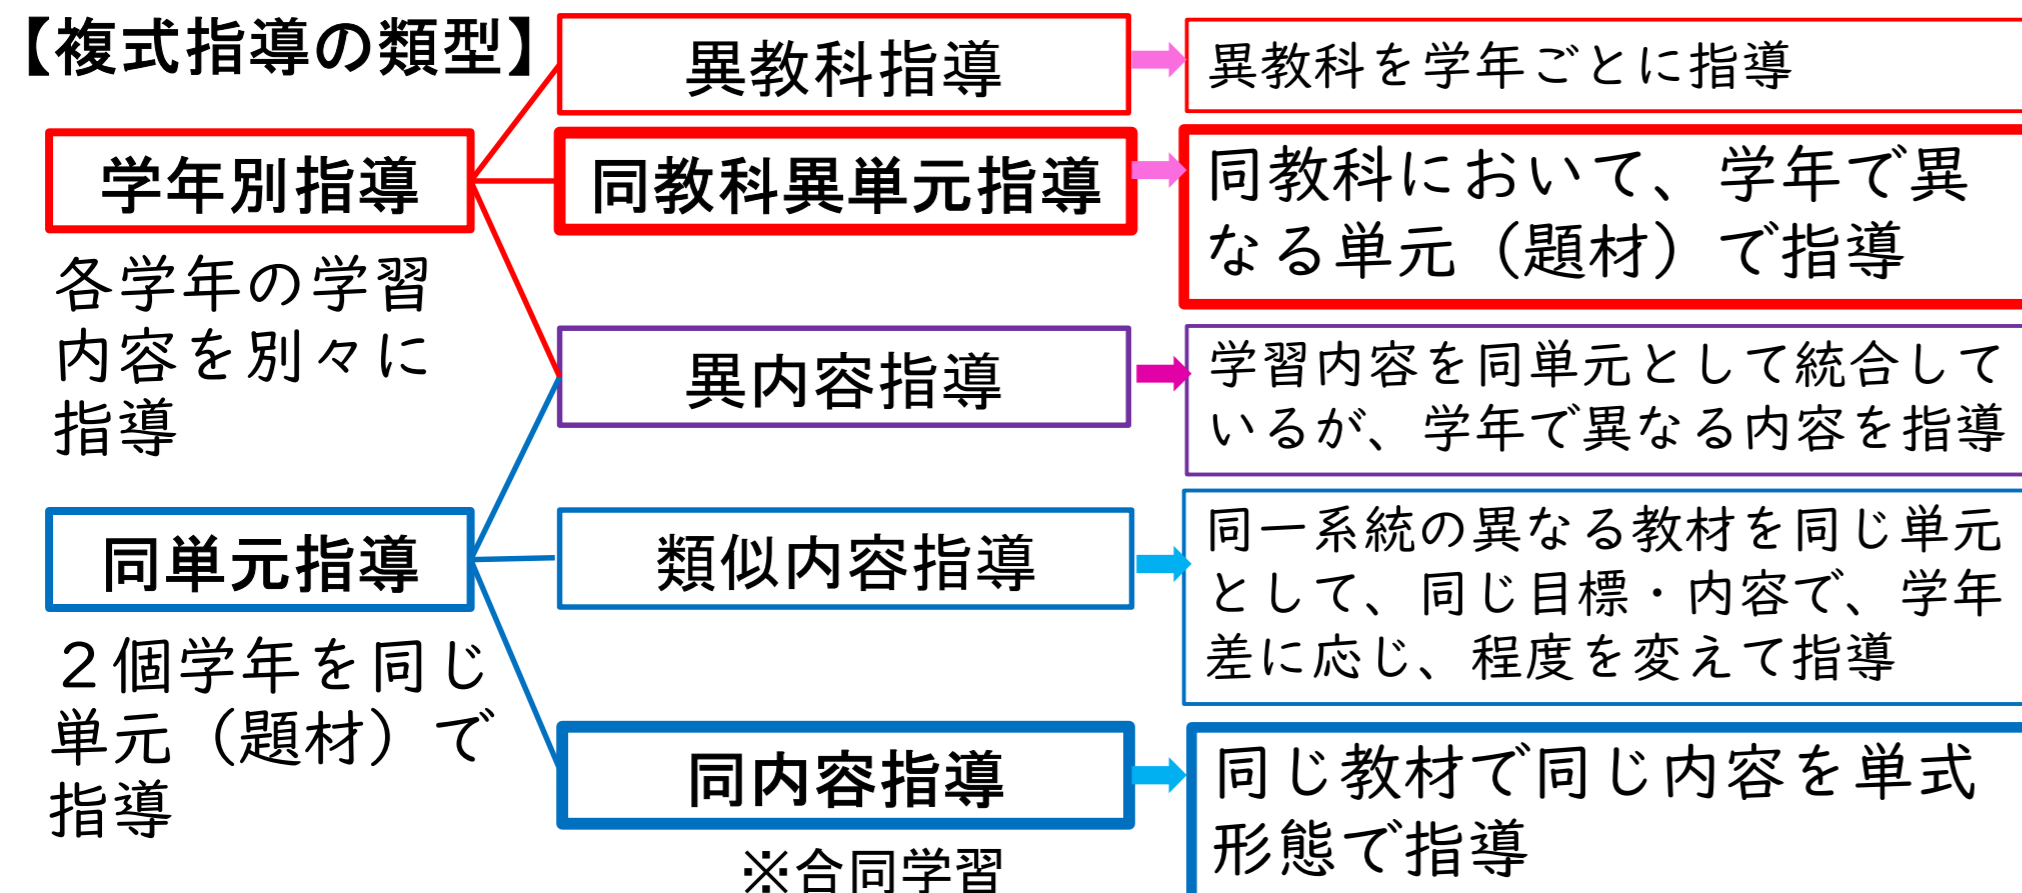 【複式指導の類型】
学年別指導
各学年の学習
内容を別々に
指導
同単元指導
２個学年を同じ
単元（題材）で
指導
異教科指導
異教科を学年ごとに指導
同教科異単元指導
同教科において、学年で異
なる単元（題材）で指導
異内容指導
学習内容を同単元として統合して
いるが、学年で異なる内容を指導
類似内容指導
同一系統の異なる教材を同じ単元
として、同じ目標・内容で、学年
差に応じ、程度を変えて指導
同内容指導
※合同学習
同じ教材で同じ内容を単式
形態で指導